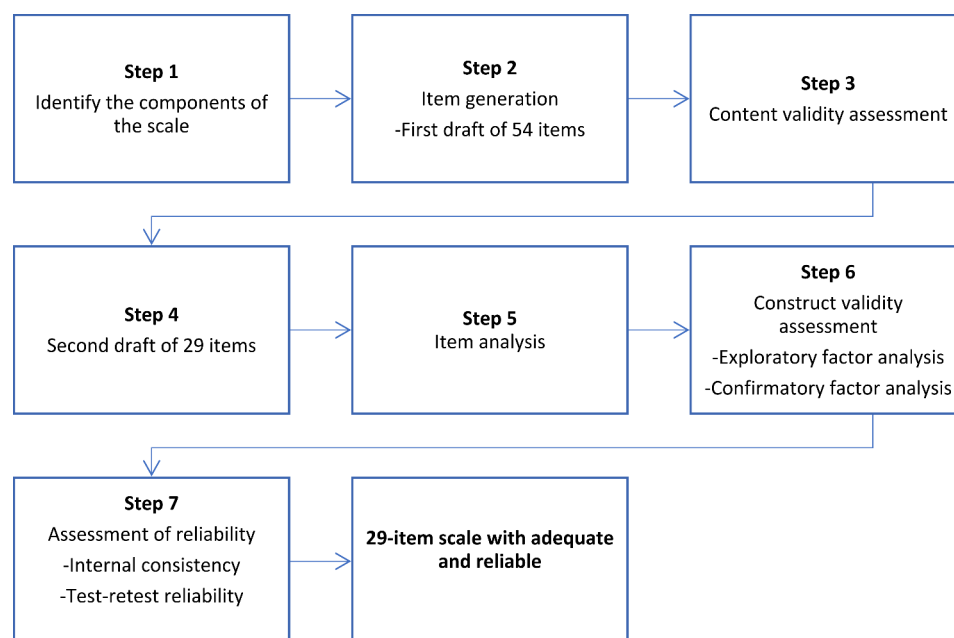 Step 1
Identify the components of
the scale
Step 2
Item generation
-First draft of 54 items
Step 3
Content validity assessment
Step 4
Second draft of 29 items
Step 5
Item analysis
Step 6
Construct validity
assessment
-Exploratory factor analysis
-Confirmatory factor analysis
Step 7
Assessment of reliability
-Internal consistency
-Test-retest reliability
29-item scale with adequate
and reliable